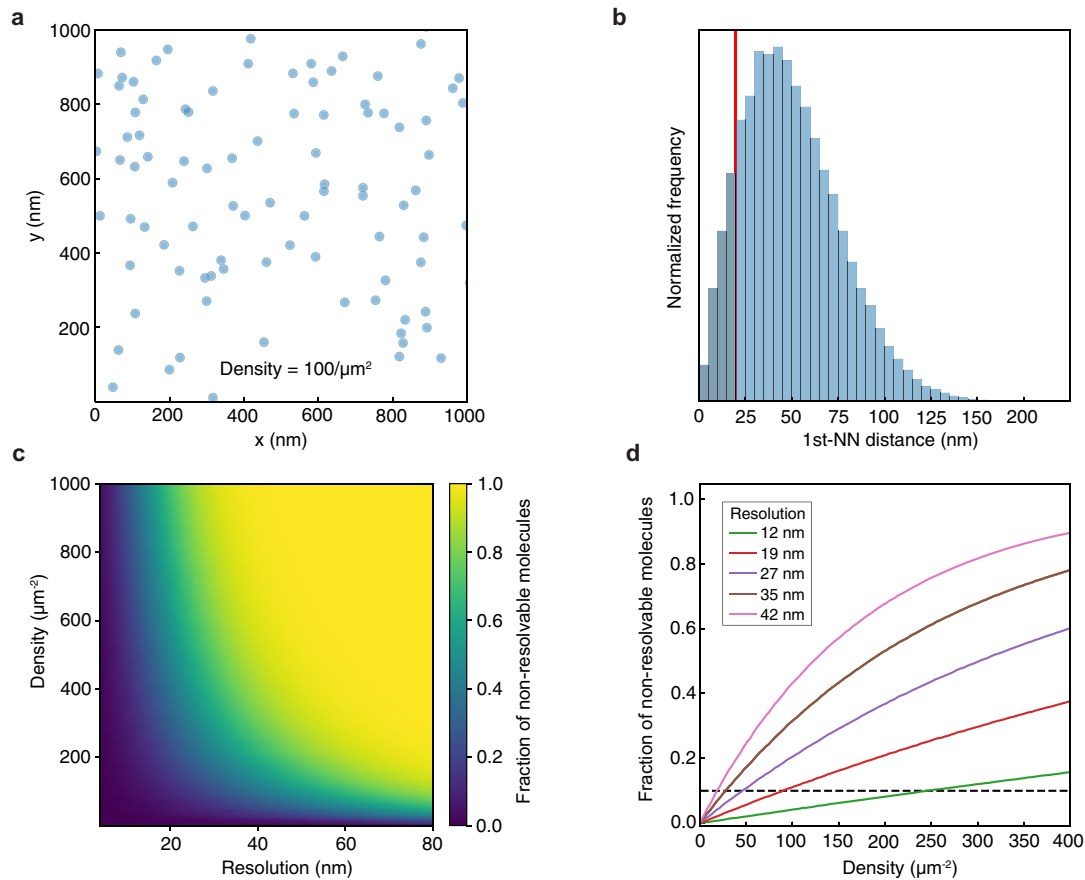 a
1000
800
600
400
200
y (nm)
Density = 100/µm²
0
200
400
600
800
1000
x (nm)
b
Normalized frequency
0
25
50
75
100
125
150
200
1st-NN distance (nm)
c
1000
800
600
400
200
Density (µm⁻²)
20
40
60
80
Resolution (nm)
1.0
0.8
0.6
0.4
0.2
0.0
Fraction of non-resolvable molecules
d
1.0
0.8
0.6
0.4
0.2
0.0
Fraction of non-resolvable molecules
Resolution
12 nm
19 nm
27 nm
35 nm
42 nm
0
50
100
150
200
250
300
350
400
Density (µm⁻²)